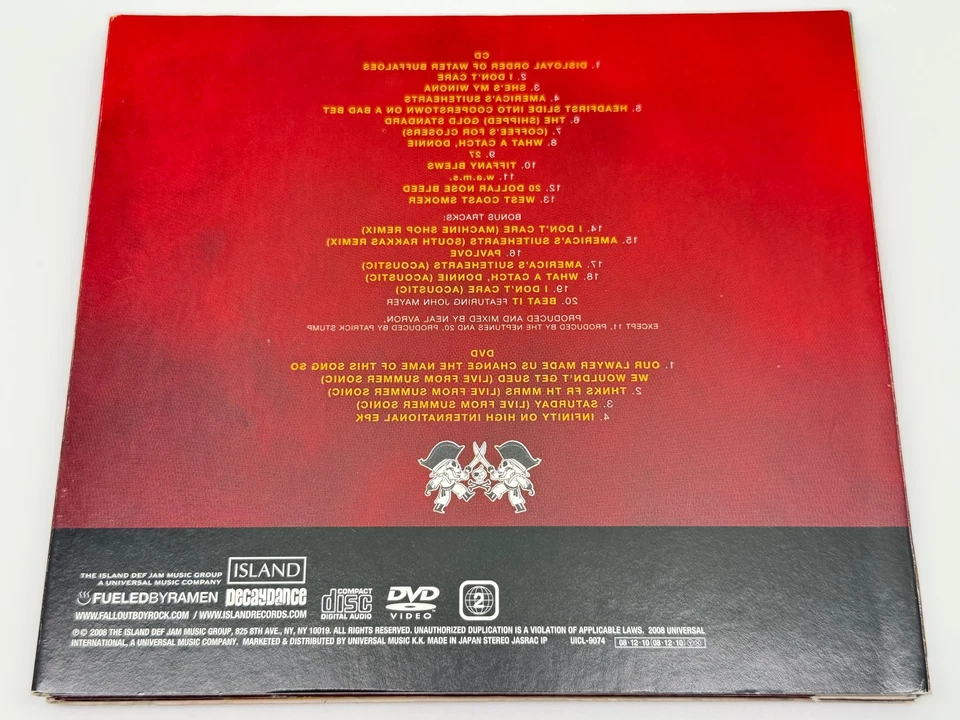 CD
1. DISLOYAL ORDER OF WATER BUFFALOES
2. I DON'T CARE
3. SHE'S MY WINONA
4. AMERICA'S SUITEHEARTS
5. HEADFIRST SLIDE INTO COOPERSTOWN ON A BAD BET
6. THE (SHIPPED) GOLD STANDARD
7. (COFFEE'S FOR CLOSERS)
8. WHAT A CATCH, DONNIE
9. 27
10. TIFFANY BLEWS
11. w.a.m.s.
12. 20 DOLLAR NOSE BLEED
13. WEST COAST SMOKER
BONUS TRACKS:
14. I DON'T CARE (MACHINE SHOP REMIX)
15. AMERICA'S SUITEHEARTS (SOUTH RAKKAS REMIX)
16. PAVLOVE
17. AMERICA'S SUITEHEARTS (ACOUSTIC)
18. WHAT A CATCH, DONNIE (ACOUSTIC)
19. I DON'T CARE (ACOUSTIC)
20. BEAT IT FEATURING JOHN MAYER
PRODUCED AND MIXED BY NEAL AVRON,
EXCEPT 11, PRODUCED BY THE NEPTUNES AND 20, PRODUCED BY PATRICK STUMP
DVD
1. OUR LAWYER MADE US CHANGE THE NAME OF THIS SONG SO
WE WOULDN'T GET SUED (LIVE FROM SUMMER SONIC)
2. THNKS FR TH MMRS (LIVE FROM SUMMER SONIC)
3. SATURDAY (LIVE FROM SUMMER SONIC)
4. INFINITY ON HIGH INTERNATIONAL EPK
THE ISLAND DEF JAM MUSIC GROUP
A UNIVERSAL MUSIC COMPANY
ISLAND
FUELEDBYRAMEN
DECAYDANCE
WWW.FALLOUTBOYROCK.COM / WWW.ISLANDRECORDS.COM
COMPACT
disc
DIGITAL AUDIO
DVD
VIDEO
2
℗© 2008 THE ISLAND DEF JAM MUSIC GROUP, 825 8TH AVE., NY, NY 10019. ALL RIGHTS RESERVED. UNAUTHORIZED DUPLICATION IS A VIOLATION OF APPLICABLE LAWS. 2008 UNIVERSAL
INTERNATIONAL, A UNIVERSAL MUSIC COMPANY. MARKETED & DISTRIBUTED BY UNIVERSAL MUSIC K.K. MADE IN JAPAN STEREO JASRAC IP UICL-9074 08·12·10 08·12·10